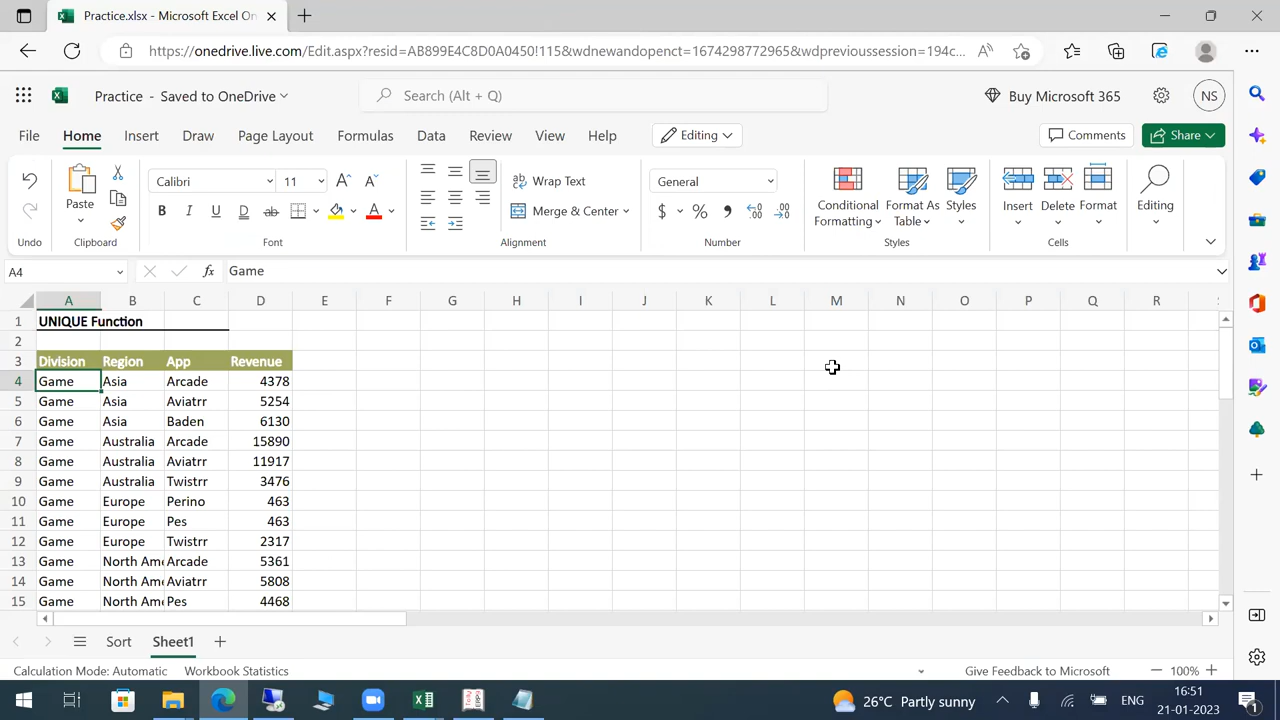 Practice.xlsx - Microsoft Excel On
https://onedrive.live.com/Edit.aspx?resid=AB899E4C8D0A0450!115&wdnewandopenct=1674298772965&wdprevioussession=194c...
Practice - Saved to OneDrive
Search (Alt + Q)
Buy Microsoft 365
NS
File Home Insert Draw Page Layout Formulas Data Review View Help Editing Comments Share
Calibri 11 Wrap Text General
Paste Conditional Formatting Format As Table Styles Insert Delete Format Editing
B I U D ab A Merge & Center $ % 9 .00
Undo Clipboard Font Alignment Number Styles Cells
A4 fx Game
A B C D E F G H I J K L M N O P Q R S
1 UNIQUE Function
2
3 Division Region App Revenue
4 Game Asia Arcade 4378
5 Game Asia Aviatrr 5254
6 Game Asia Baden 6130
7 Game Australia Arcade 15890
8 Game Australia Aviatrr 11917
9 Game Australia Twistrr 3476
10 Game Europe Perino 463
11 Game Europe Pes 463
12 Game Europe Twistrr 2317
13 Game North Ame Arcade 5361
14 Game North Ame Aviatrr 5808
15 Game North Ame Pes 4468
Sort Sheet1
Calculation Mode: Automatic Workbook Statistics Give Feedback to Microsoft 100%
26°C Partly sunny ENG 16:51
21-01-2023